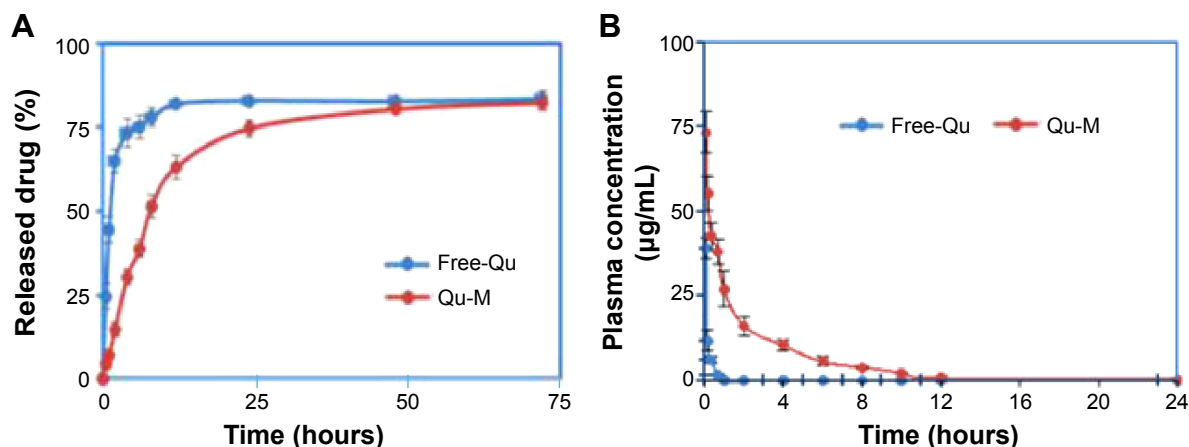 A
Released drug (%)
100
75
50
25
0
Free-Qu
Qu-M
0
25
50
75
Time (hours)
B
Plasma concentration
(µg/mL)
100
75
50
25
0
Free-Qu
Qu-M
0
4
8
12
16
20
24
Time (hours)